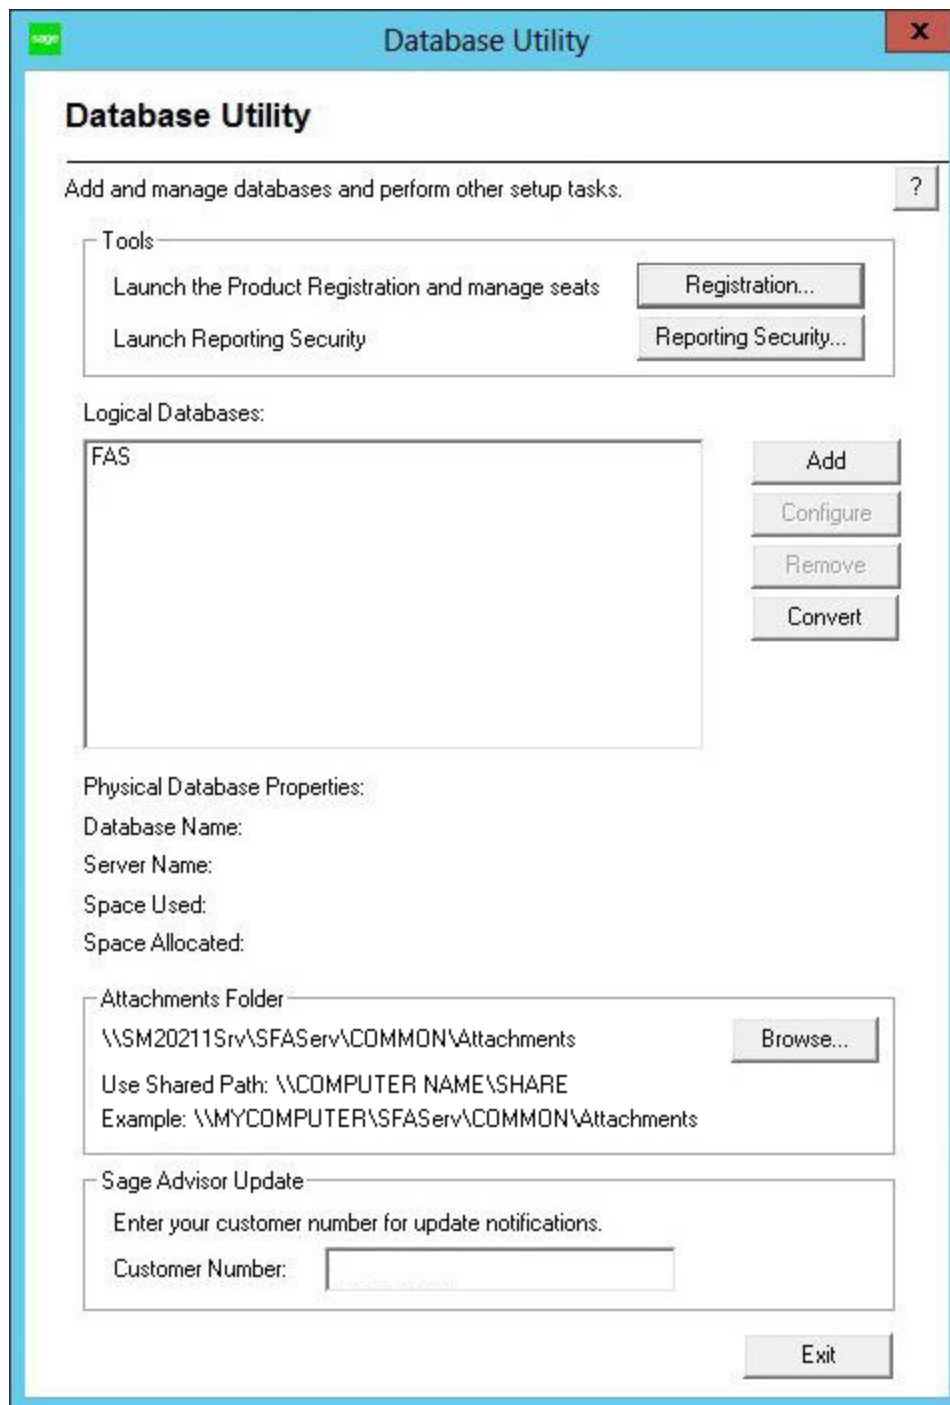 sage
Database Utility
x
Database Utility
Add and manage databases and perform other setup tasks.
?
Tools
Launch the Product Registration and manage seats
Registration...
Launch Reporting Security
Reporting Security...
Logical Databases:
FAS
Add
Configure
Remove
Convert
Physical Database Properties:
Database Name:
Server Name:
Space Used:
Space Allocated:
Attachments Folder
\\SM20211Srv\SFAServ\COMMON\Attachments
Browse...
Use Shared Path: \\COMPUTER NAME\SHARE
Example: \\MYCOMPUTER\SFAServ\COMMON\Attachments
Sage Advisor Update
Enter your customer number for update notifications.
Customer Number:
Exit